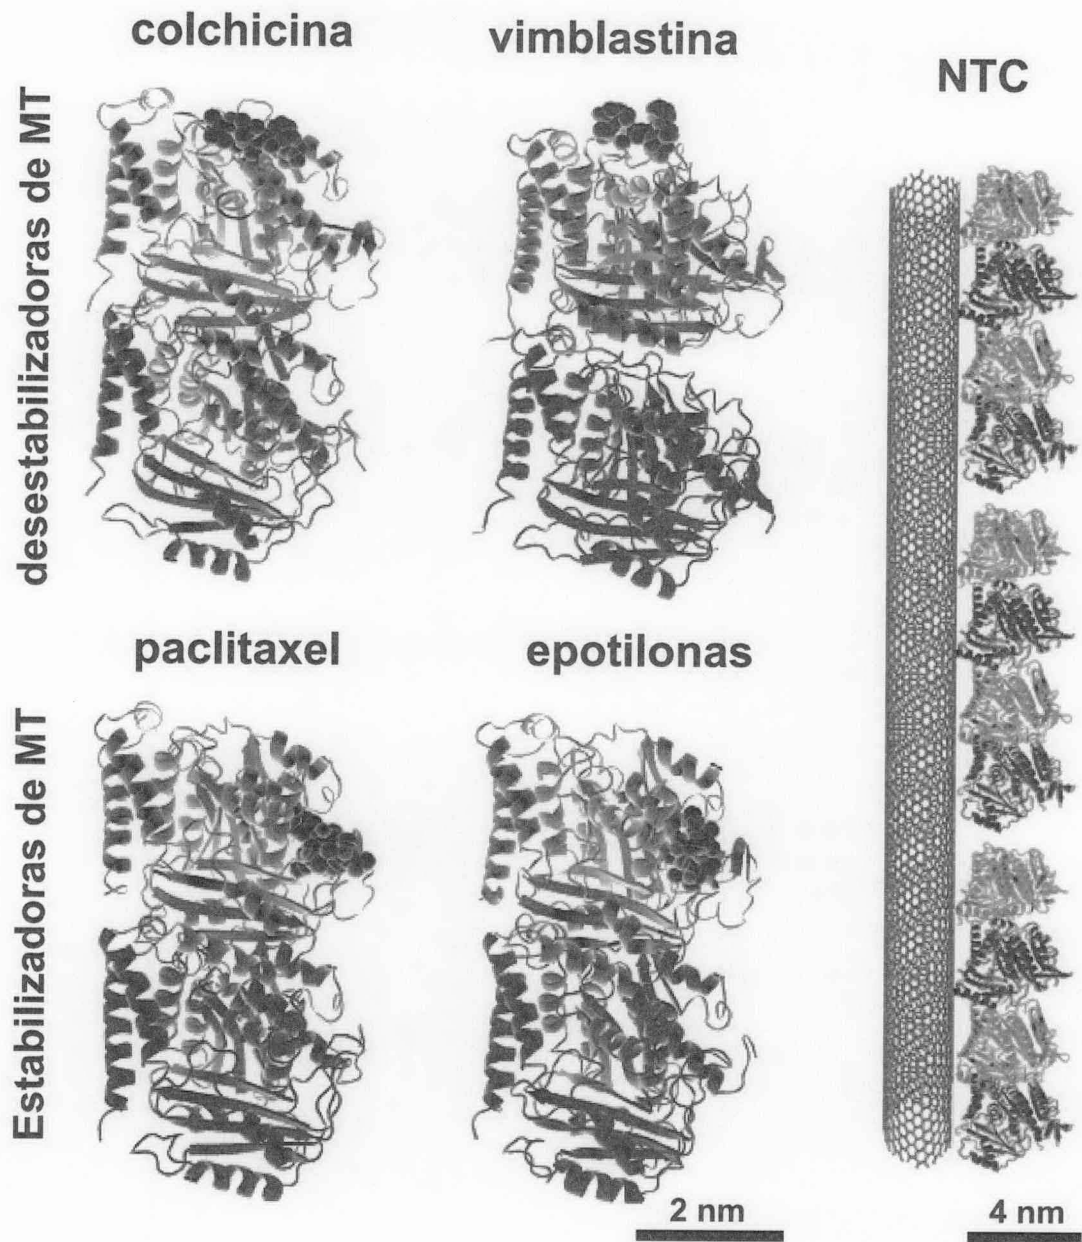 colchicina
vimblastina
NTC
desestabilizadoras de MT
paclitaxel
epotilonas
Estabilizadoras de MT
2 nm
4 nm